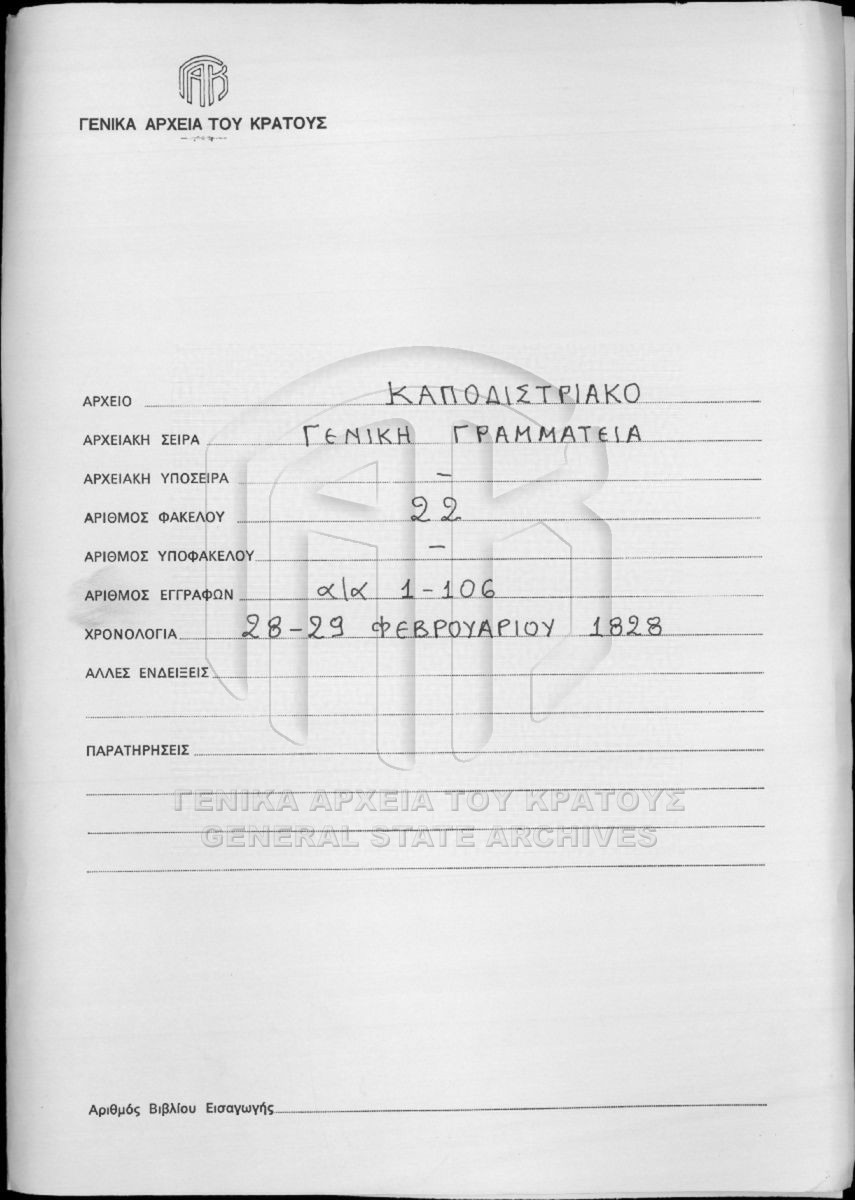 ΓΑΚ
ΓΕΝΙΚΑ ΑΡΧΕΙΑ ΤΟΥ ΚΡΑΤΟΥΣ
ΑΡΧΕΙΟ ΚΑΠΟΔΙΣΤΡΙΑΚΟ
ΑΡΧΕΙΑΚΗ ΣΕΙΡΑ ΓΕΝΙΚΗ ΓΡΑΜΜΑΤΕΙΑ
ΑΡΧΕΙΑΚΗ ΥΠΟΣΕΙΡΑ –
ΑΡΙΘΜΟΣ ΦΑΚΕΛΟΥ 22
ΑΡΙΘΜΟΣ ΥΠΟΦΑΚΕΛΟΥ –
ΑΡΙΘΜΟΣ ΕΓΓΡΑΦΩΝ α/α 1-106
ΧΡΟΝΟΛΟΓΙΑ 28-29 ΦΕΒΡΟΥΑΡΙΟΥ 1828
ΑΛΛΕΣ ΕΝΔΕΙΞΕΙΣ
ΠΑΡΑΤΗΡΗΣΕΙΣ
ΓΕΝΙΚΑ ΑΡΧΕΙΑ ΤΟΥ ΚΡΑΤΟΥΣ
GENERAL STATE ARCHIVES
Αριθμός Βιβλίου Εισαγωγής